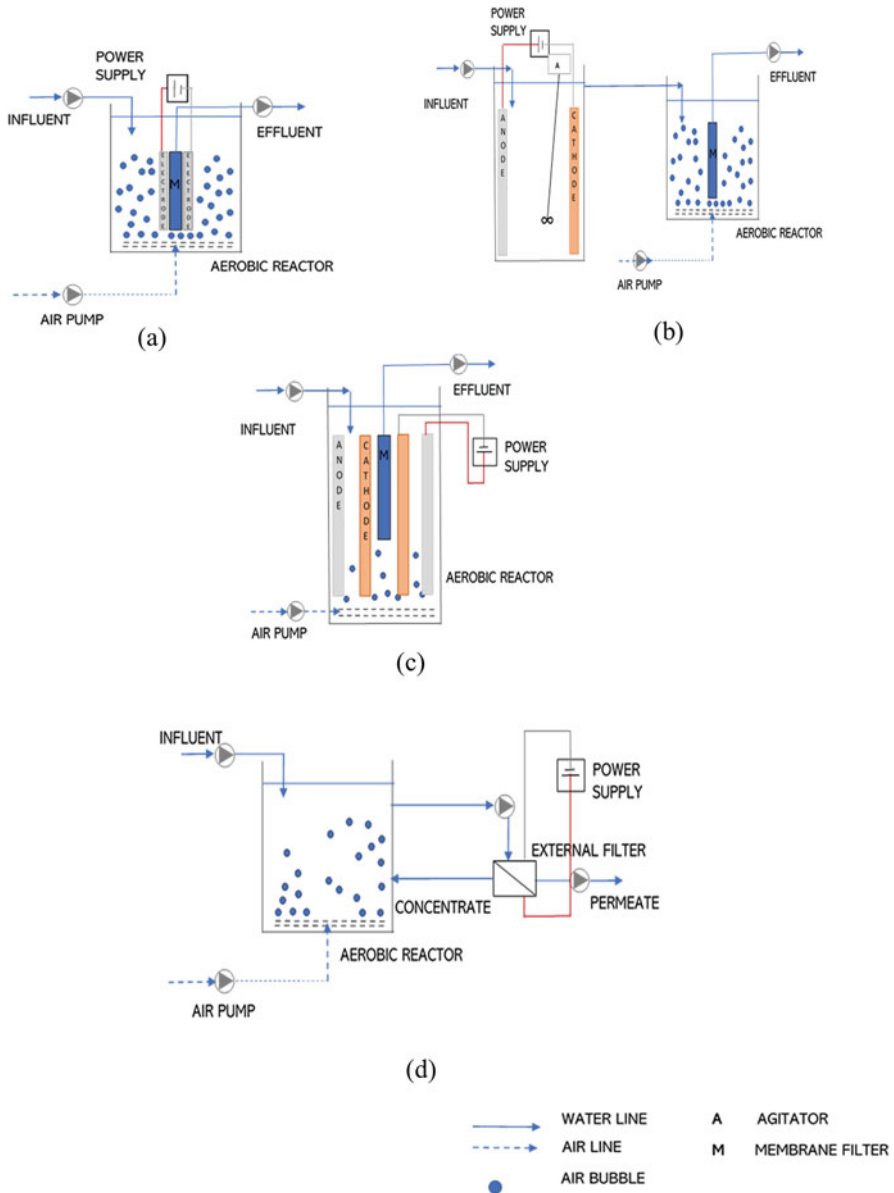 POWER
SUPPLY
INFLUENT
EFFLUENT
ELECTRODE
M
ELECTRODE
AEROBIC REACTOR
AIR PUMP
(a)
POWER
SUPPLY
A
INFLUENT
EFFLUENT
ANODE
CATHODE
M
∞
AEROBIC REACTOR
AIR PUMP
(b)
EFFLUENT
INFLUENT
ANODE
CATHODE
M
POWER
SUPPLY
AEROBIC REACTOR
AIR PUMP
(c)
INFLUENT
POWER
SUPPLY
EXTERNAL FILTER
CONCENTRATE
PERMEATE
AEROBIC REACTOR
AIR PUMP
(d)
WATER LINE
A AGITATOR
AIR LINE
M MEMBRANE FILTER
AIR BUBBLE